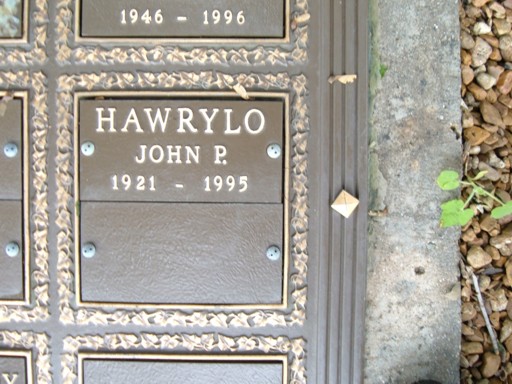 1946 - 1996
HAWRYLO
JOHN P.
1921 - 1995
Y